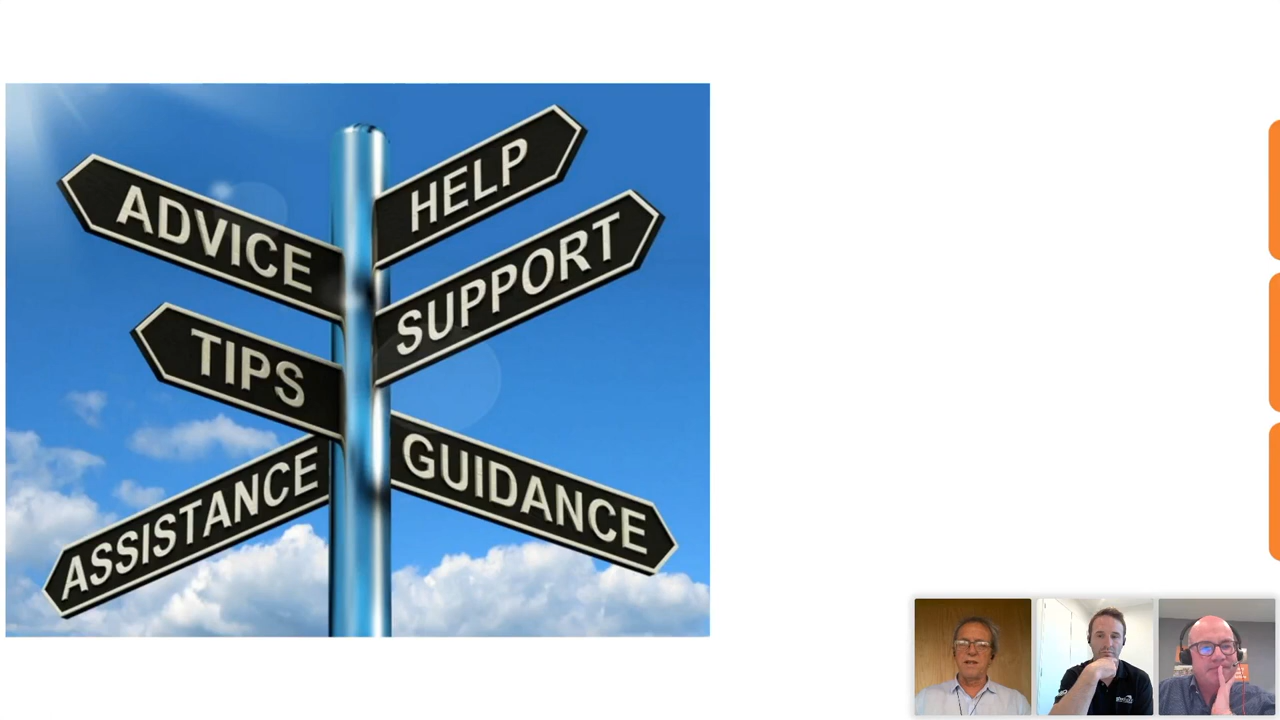 ADVICE
HELP
SUPPORT
TIPS
GUIDANCE
ASSISTANCE